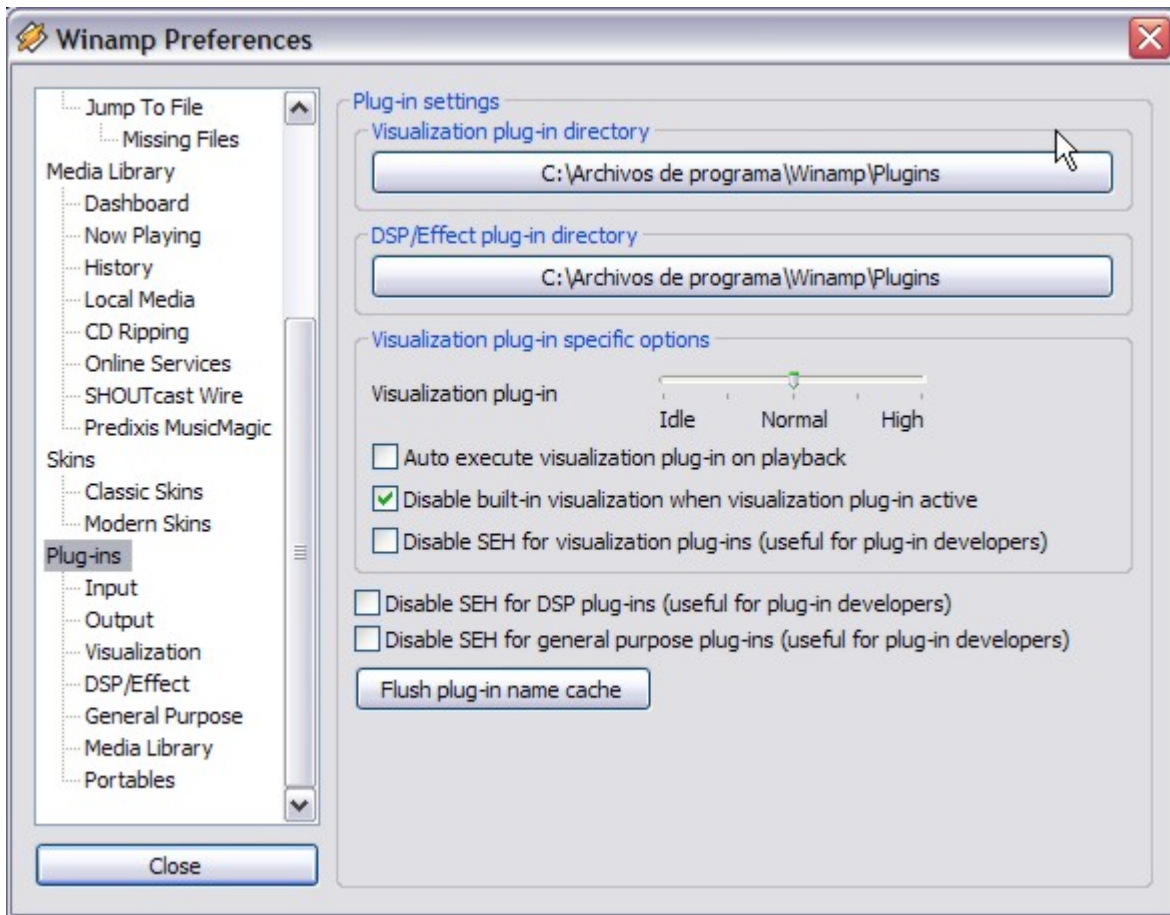 Winamp Preferences
Jump To File
Missing Files
Media Library
Dashboard
Now Playing
History
Local Media
CD Ripping
Online Services
SHOUTcast Wire
Predixis MusicMagic
Skins
Classic Skins
Modern Skins
Plug-ins
Input
Output
Visualization
DSP/Effect
General Purpose
Media Library
Portables
Close
Plug-in settings
Visualization plug-in directory
C:\Archivos de programa\Winamp\Plugins
DSP/Effect plug-in directory
C:\Archivos de programa\Winamp\Plugins
Visualization plug-in specific options
Visualization plug-in
Idle Normal High
Auto execute visualization plug-in on playback
Disable built-in visualization when visualization plug-in active
Disable SEH for visualization plug-ins (useful for plug-in developers)
Disable SEH for DSP plug-ins (useful for plug-in developers)
Disable SEH for general purpose plug-ins (useful for plug-in developers)
Flush plug-in name cache